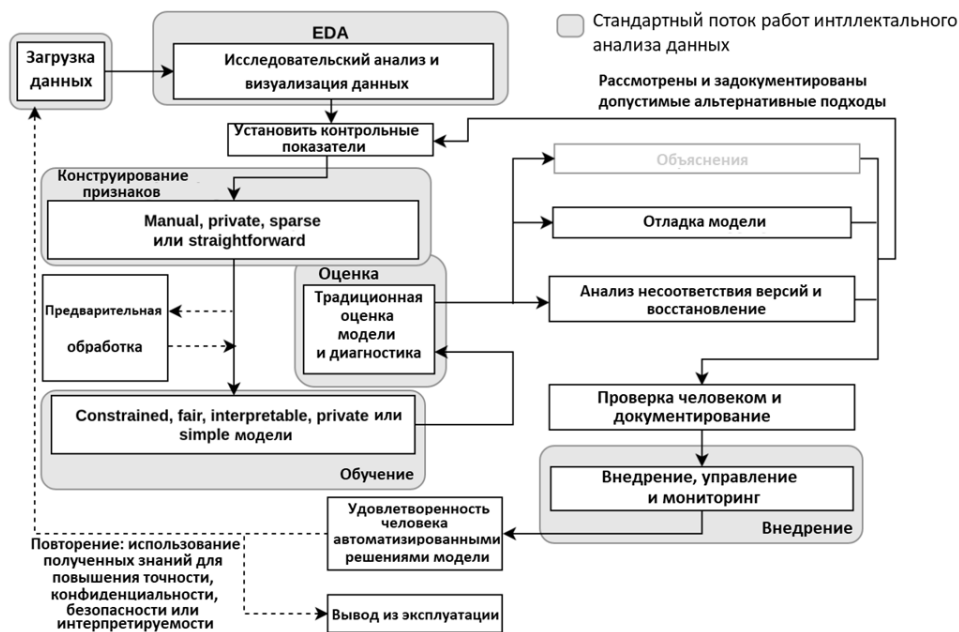 EDA
Стандартный поток работ интллектального
анализа данных
Загрузка
данных
Исследовательский анализ и
визуализация данных
Рассмотрены и задокументированы
допустимые альтернативные подходы
Установить контрольные
показатели
Объяснения
Конструирование
признаков
Manual, private, sparse
или straightforward
Отладка модели
Оценка
Традиционная
оценка
модели
и диагностика
Анализ несоответствия версий и
восстановление
Предварительная
обработка
Проверка человеком и
документирование
Constrained, fair, interpretable, private или
simple модели
Обучение
Внедрение, управление
и мониторинг
Внедрение
Удовлетворенность
человека
автоматизированными
решениями модели
Повторение: использование
полученных знаний для
повышения точности,
конфиденциальности,
безопасности или
интерпретируемости
Вывод из эксплуатации